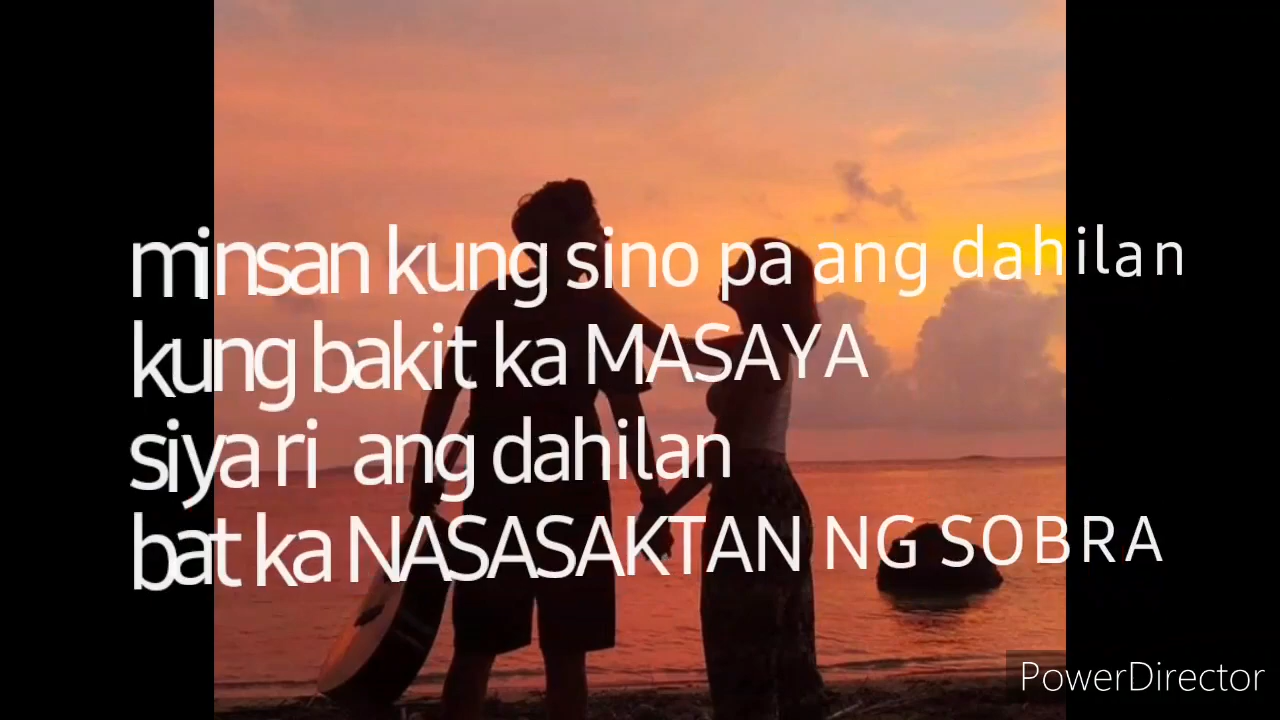 minsan kung sino pa ang dahilan
kung bakit ka MASAYA
siya ri ang dahilan
bat ka NASASAKTAN NG SOBRA
PowerDirector